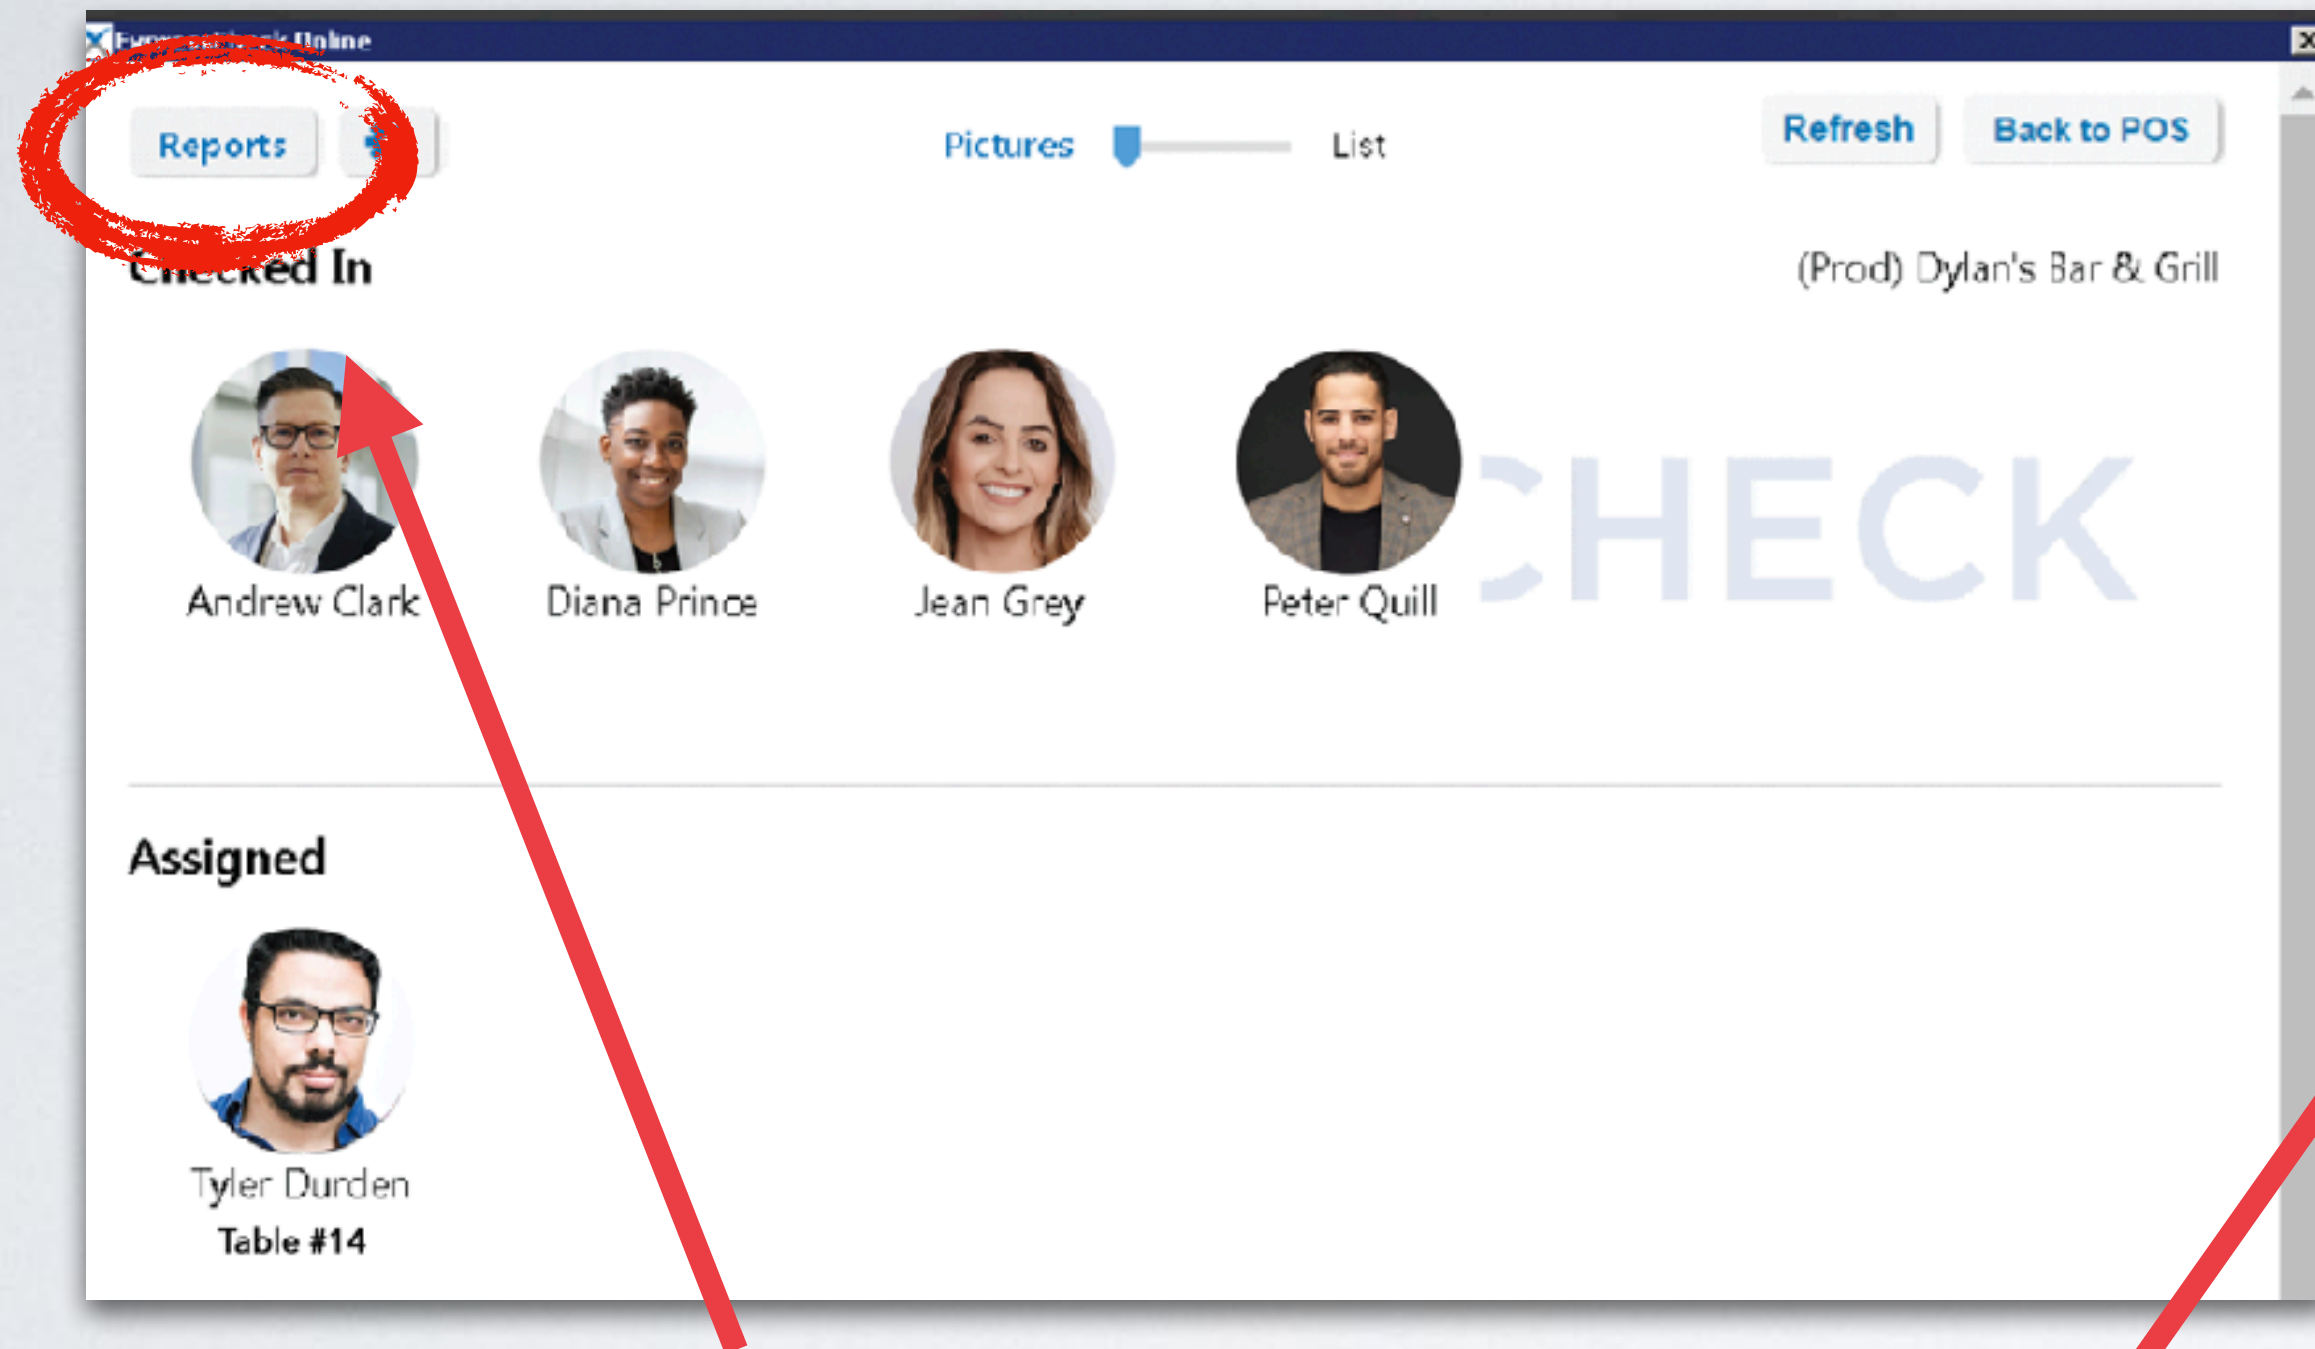 Online
Reports
Pictures List
Refresh Back to POS
Checked In
(Prod) Dylan's Bar & Grill
CHECK
Andrew Clark Diana Prince Jean Grey Peter Quill
Assigned
Tyler Durden
Table #14